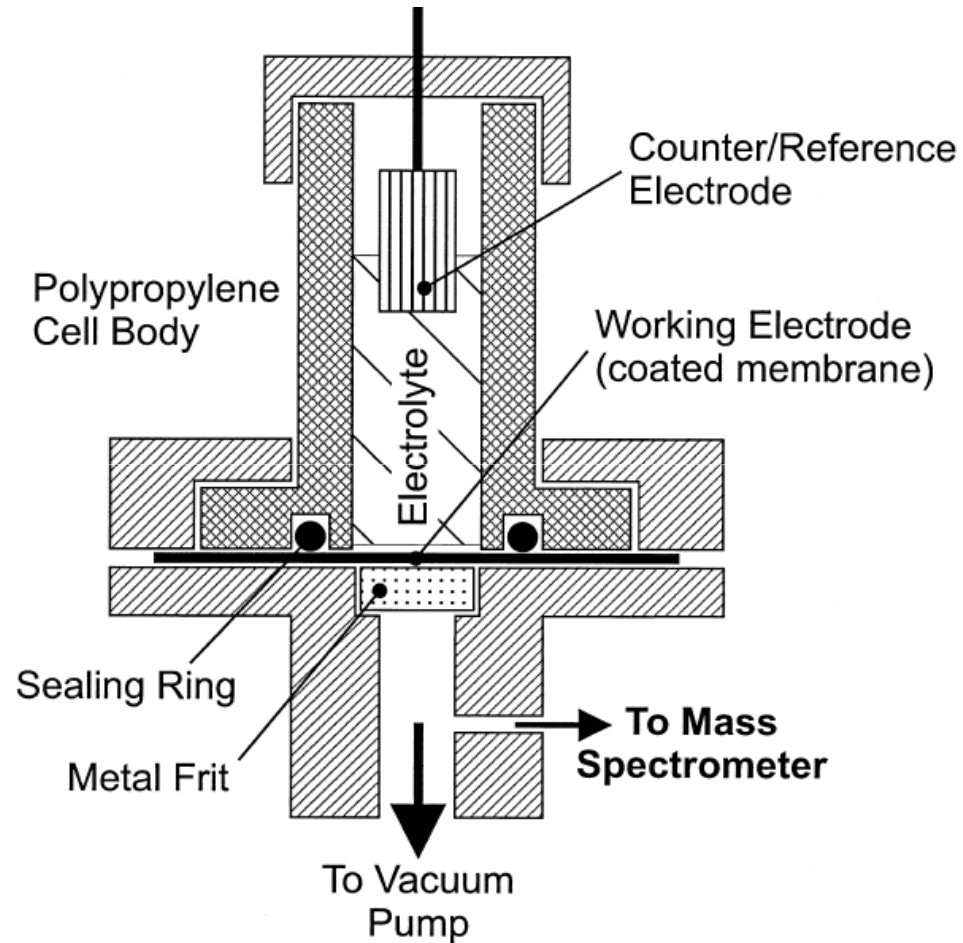 Counter/Reference
Electrode
Polypropylene
Cell Body
Working Electrode
(coated membrane)
Electrolyte
Sealing Ring
Metal Frit
To Mass
Spectrometer
To Vacuum
Pump